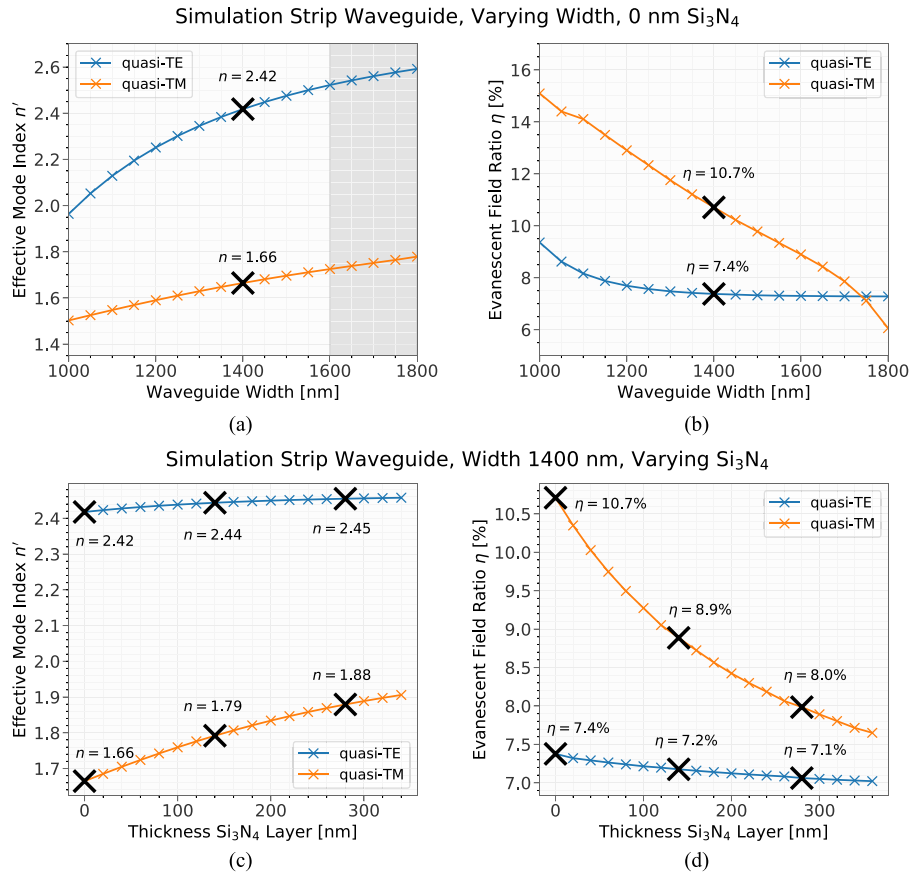 Simulation Strip Waveguide, Varying Width, 0 nm Si₃N₄
quasi-TE
quasi-TM
n = 2.42
n = 1.66
Effective Mode Index n′
2.6
2.4
2.2
2.0
1.8
1.6
1.4
1000 1200 1400 1600 1800
Waveguide Width [nm]
(a)
quasi-TE
quasi-TM
η = 10.7%
η = 7.4%
Evanescent Field Ratio η [%]
16
14
12
10
8
6
1000 1200 1400 1600 1800
Waveguide Width [nm]
(b)
Simulation Strip Waveguide, Width 1400 nm, Varying Si₃N₄
n = 2.42
n = 2.44
n = 2.45
n = 1.66
n = 1.79
n = 1.88
quasi-TE
quasi-TM
Effective Mode Index n′
2.4
2.3
2.1
2.0
1.9
1.7
0 100 200 300
Thickness Si₃N₄ Layer [nm]
(c)
quasi-TE
quasi-TM
η = 10.7%
η = 8.9%
η = 8.0%
η = 7.4%
η = 7.2%
η = 7.1%
Evanescent Field Ratio η [%]
10.5
10.0
9.5
9.0
8.5
8.0
7.5
7.0
0 100 200 300
Thickness Si₃N₄ Layer [nm]
(d)